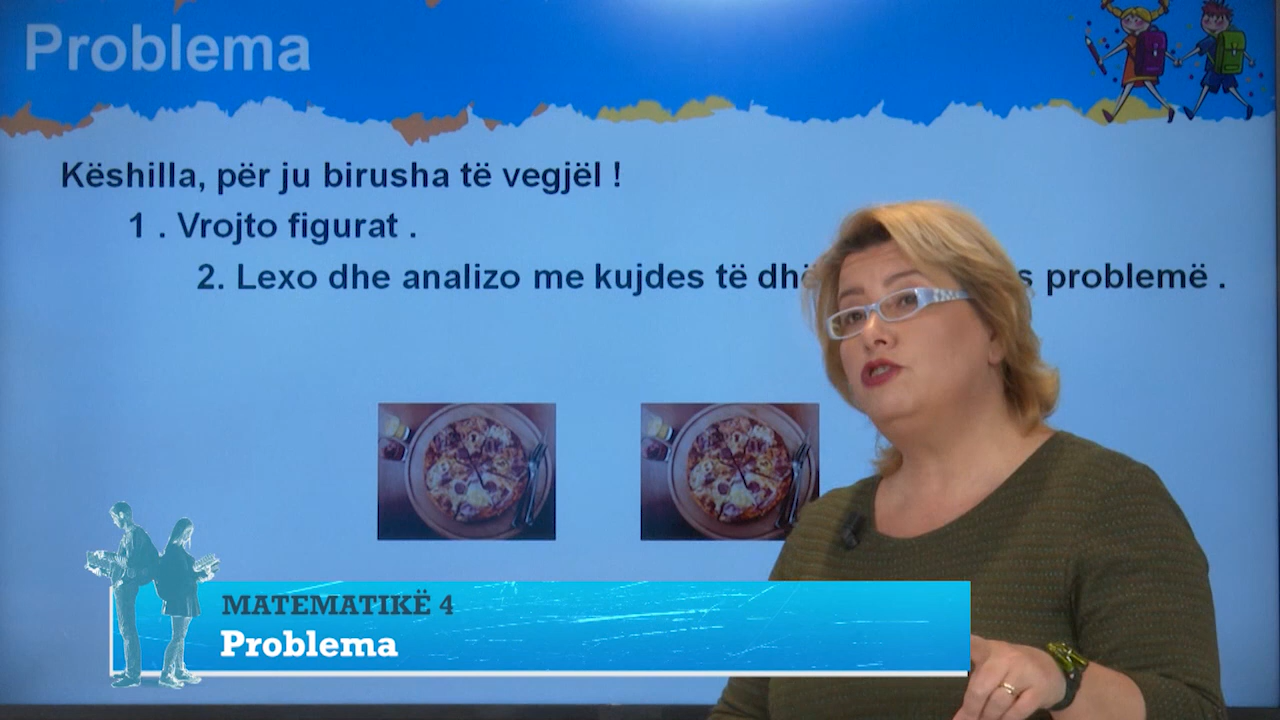 Problema
Këshilla, për ju birusha të vegjël !
1 . Vrojto figurat .
2. Lexo dhe analizo me kujdes të problemë .
MATEMATIKË 4
Problema